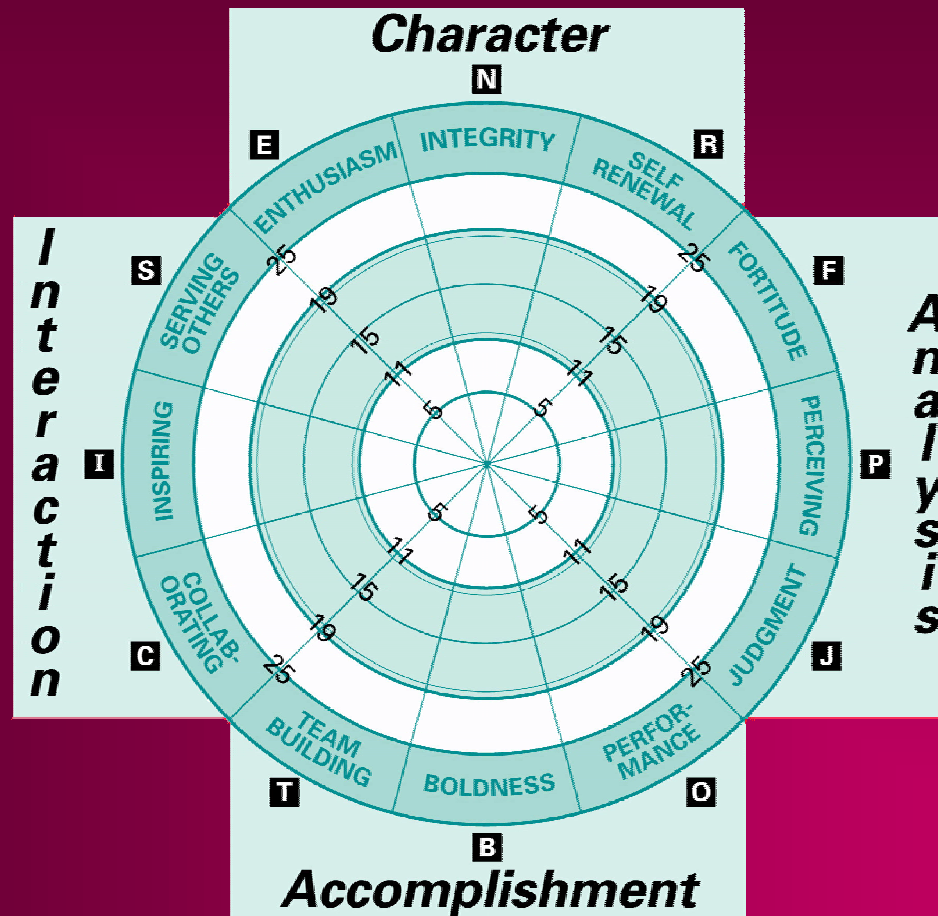 Character
N
E
R
INTEGRITY
ENTHUSIASM
SELF
RENEWAL
S
F
SERVING
OTHERS
FORTITUDE
25
25
19
19
15
15
11
11
5
5
Interaction
Analysis
I
INSPIRING
PERCEIVING
P
5
5
11
11
15
15
19
19
25
25
C
COLLAB-
ORATING
JUDGMENT
J
TEAM
BUILDING
PERFOR-
MANCE
BOLDNESS
T
O
B
Accomplishment